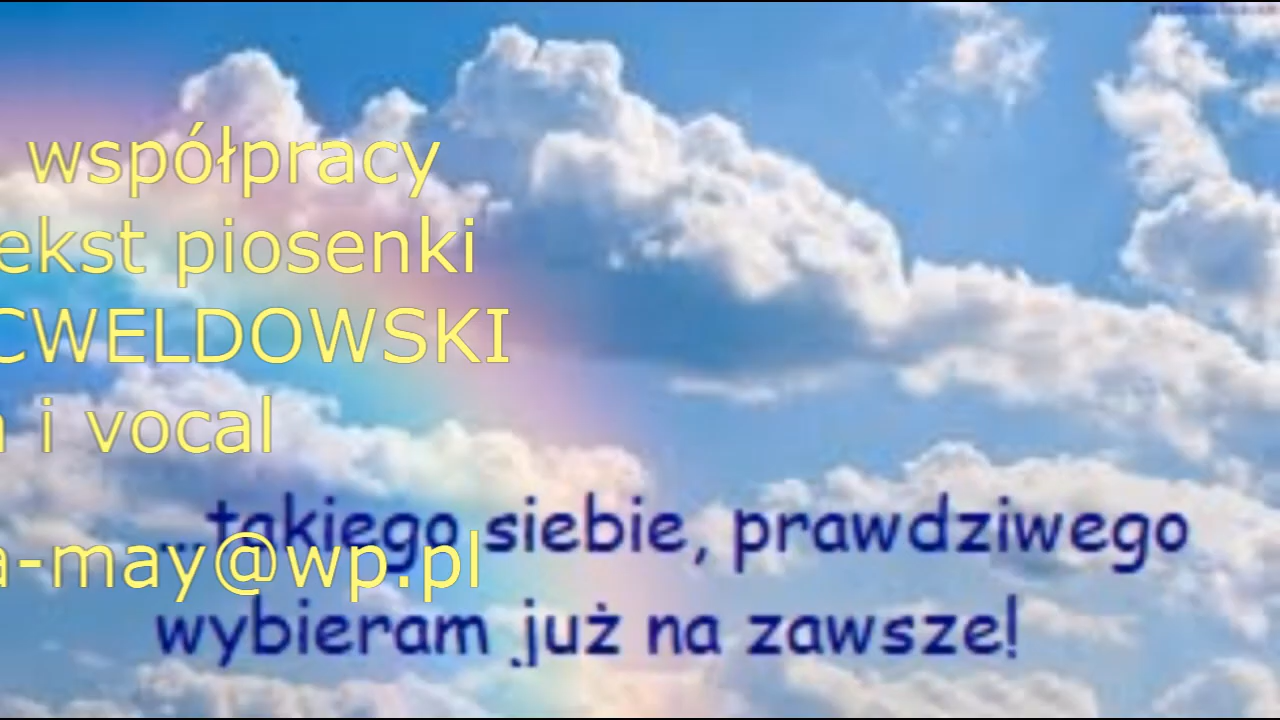 współpracy
ekst piosenki
CWELDOWSKI
i vocal
...takiego siebie, prawdziwego
a-may@wp.pl
wybieram już na zawsze!